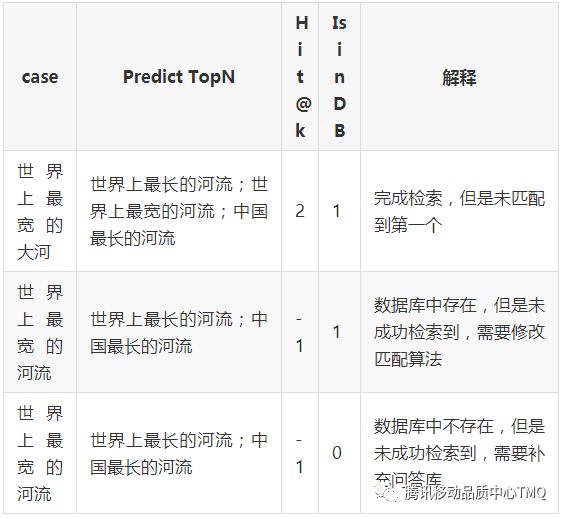 case
Predict TopN
H
i
t
@
k
Is
i
n
D
B
解释
世界
上最
宽的
大河
世界上最长的河流；世
界上最宽的河流；中国
最长的河流
2
1
完成检索，但是未匹配
到第一个
世界
上最
宽的
河流
世界上最长的河流；中
国最长的河流
-
1
1
数据库中存在，但是未
成功检索到，需要修改
匹配算法
世界
上最
宽的
河流
世界上最长的河流；中
国最长的河流
-
1
0
数据库中不存在，但是
未成功检索到，需要补
充问答库
腾讯移动品质中心TMQ